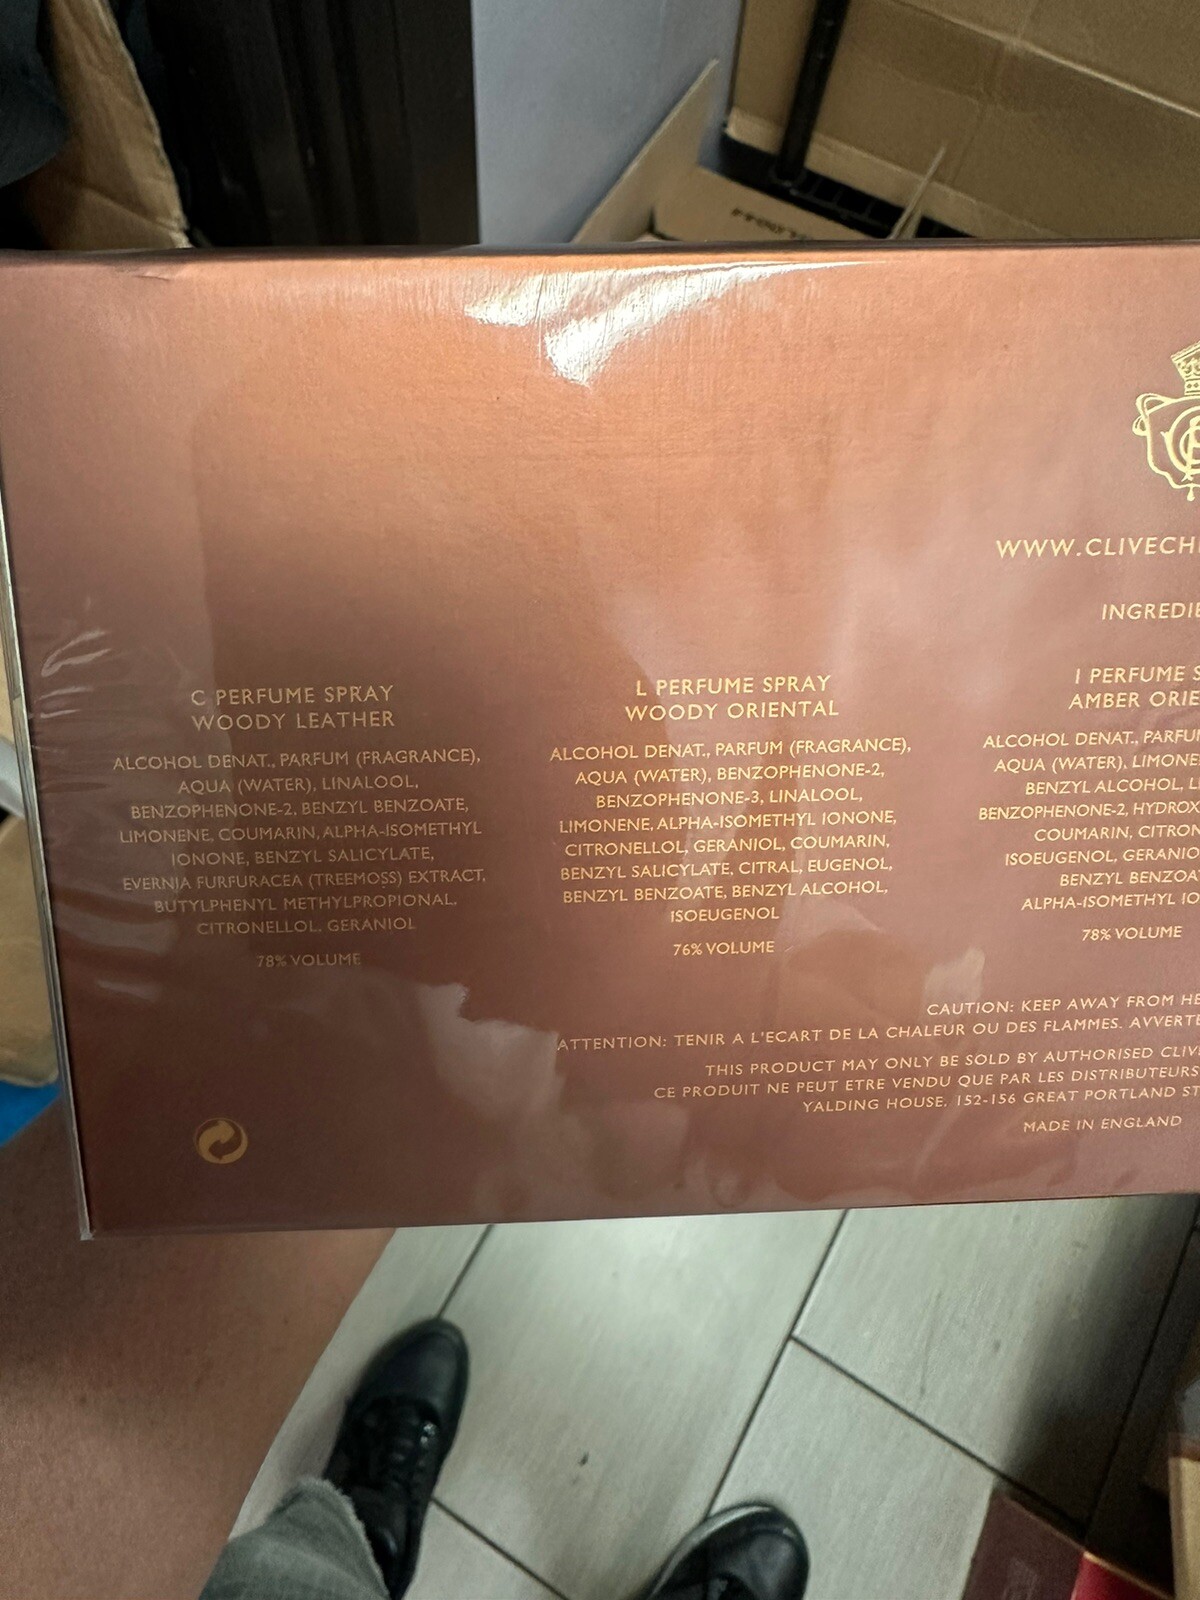 WWW.CLIVECH
INGREDIE
C PERFUME SPRAY
WOODY LEATHER
ALCOHOL DENAT., PARFUM (FRAGRANCE),
AQUA (WATER), LINALOOL,
BENZOPHENONE-2, BENZYL BENZOATE,
LIMONENE, COUMARIN, ALPHA-ISOMETHYL
IONONE, BENZYL SALICYLATE,
EVERNIA FURFURACEA (TREEMOSS) EXTRACT,
BUTYLPHENYL METHYLPROPIONAL,
CITRONELLOL, GERANIOL
78% VOLUME
L PERFUME SPRAY
WOODY ORIENTAL
ALCOHOL DENAT., PARFUM (FRAGRANCE),
AQUA (WATER), BENZOPHENONE-2,
BENZOPHENONE-3, LINALOOL,
LIMONENE, ALPHA-ISOMETHYL IONONE,
CITRONELLOL, GERANIOL, COUMARIN,
BENZYL SALICYLATE, CITRAL, EUGENOL,
BENZYL BENZOATE, BENZYL ALCOHOL,
ISOEUGENOL
76% VOLUME
I PERFUME S
AMBER ORIE
ALCOHOL DENAT., PARFUM
AQUA (WATER), LIMONE
BENZYL ALCOHOL, LI
BENZOPHENONE-2, HYDROX
COUMARIN, CITRON
ISOEUGENOL, GERANIO
BENZYL BENZOA
ALPHA-ISOMETHYL IO
78% VOLUME
CAUTION: KEEP AWAY FROM HE
ATTENTION: TENIR A L'ECART DE LA CHALEUR OU DES FLAMMES. AVVERTE
THIS PRODUCT MAY ONLY BE SOLD BY AUTHORISED CLIV
CE PRODUIT NE PEUT ETRE VENDU QUE PAR LES DISTRIBUTEURS
YALDING HOUSE, 152-156 GREAT PORTLAND ST
MADE IN ENGLAND